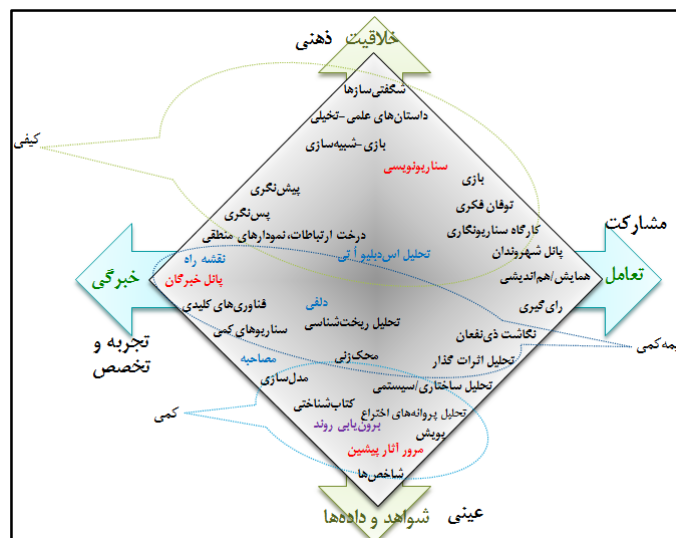 خلاقیت ذهنی
شگفتی‌سازها
داستان‌های علمی-تخیلی
بازی-شبیه‌سازی
کیفی
سناریونویسی
بازی
پیش‌نگری
توفان فکری
پس‌نگری
کارگاه سناریونگاری
مشارکت
درخت ارتباطات، نمودارهای منطقی
پانل شهروندان
تحلیل اس‌دبلیو اُ تی
نقشه راه
همایش/هم‌اندیشی
تعامل
خبرگی
پانل خبرگان
فناوری‌های کلیدی
دلفی
رای‌گیری
تحلیل ریخت‌شناسی
سناریوهای کمی
نگاشت ذی‌نفعان
تجربه و
تخصص
یمه‌کمی
مصاحبه
محک‌زنی
تحلیل اثرات گذار
مدل‌سازی
تحلیل ساختاری/سیستمی
کتاب‌شناختی
تحلیل پروانه‌های اختراع
کمی
برون‌یابی روند
پویش
مرور آثار پیشین
شاخص‌ها
عینی
شواهد و داده‌ها